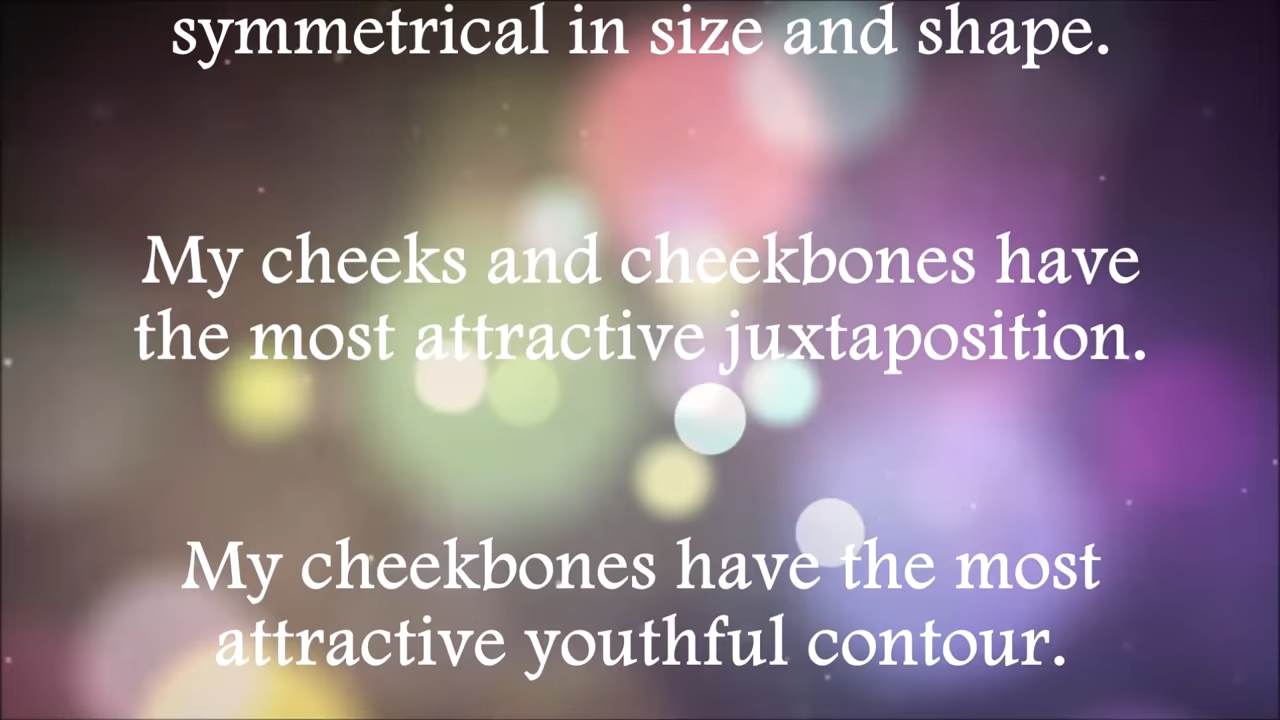 symmetrical in size and shape.
My cheeks and cheekbones have
the most attractive juxtaposition.
My cheekbones have the most
attractive youthful contour.